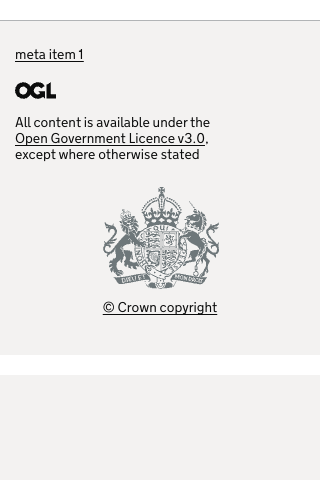 meta item 1
OGL
All content is available under the
Open Government Licence v3.0,
except where otherwise stated
© Crown copyright